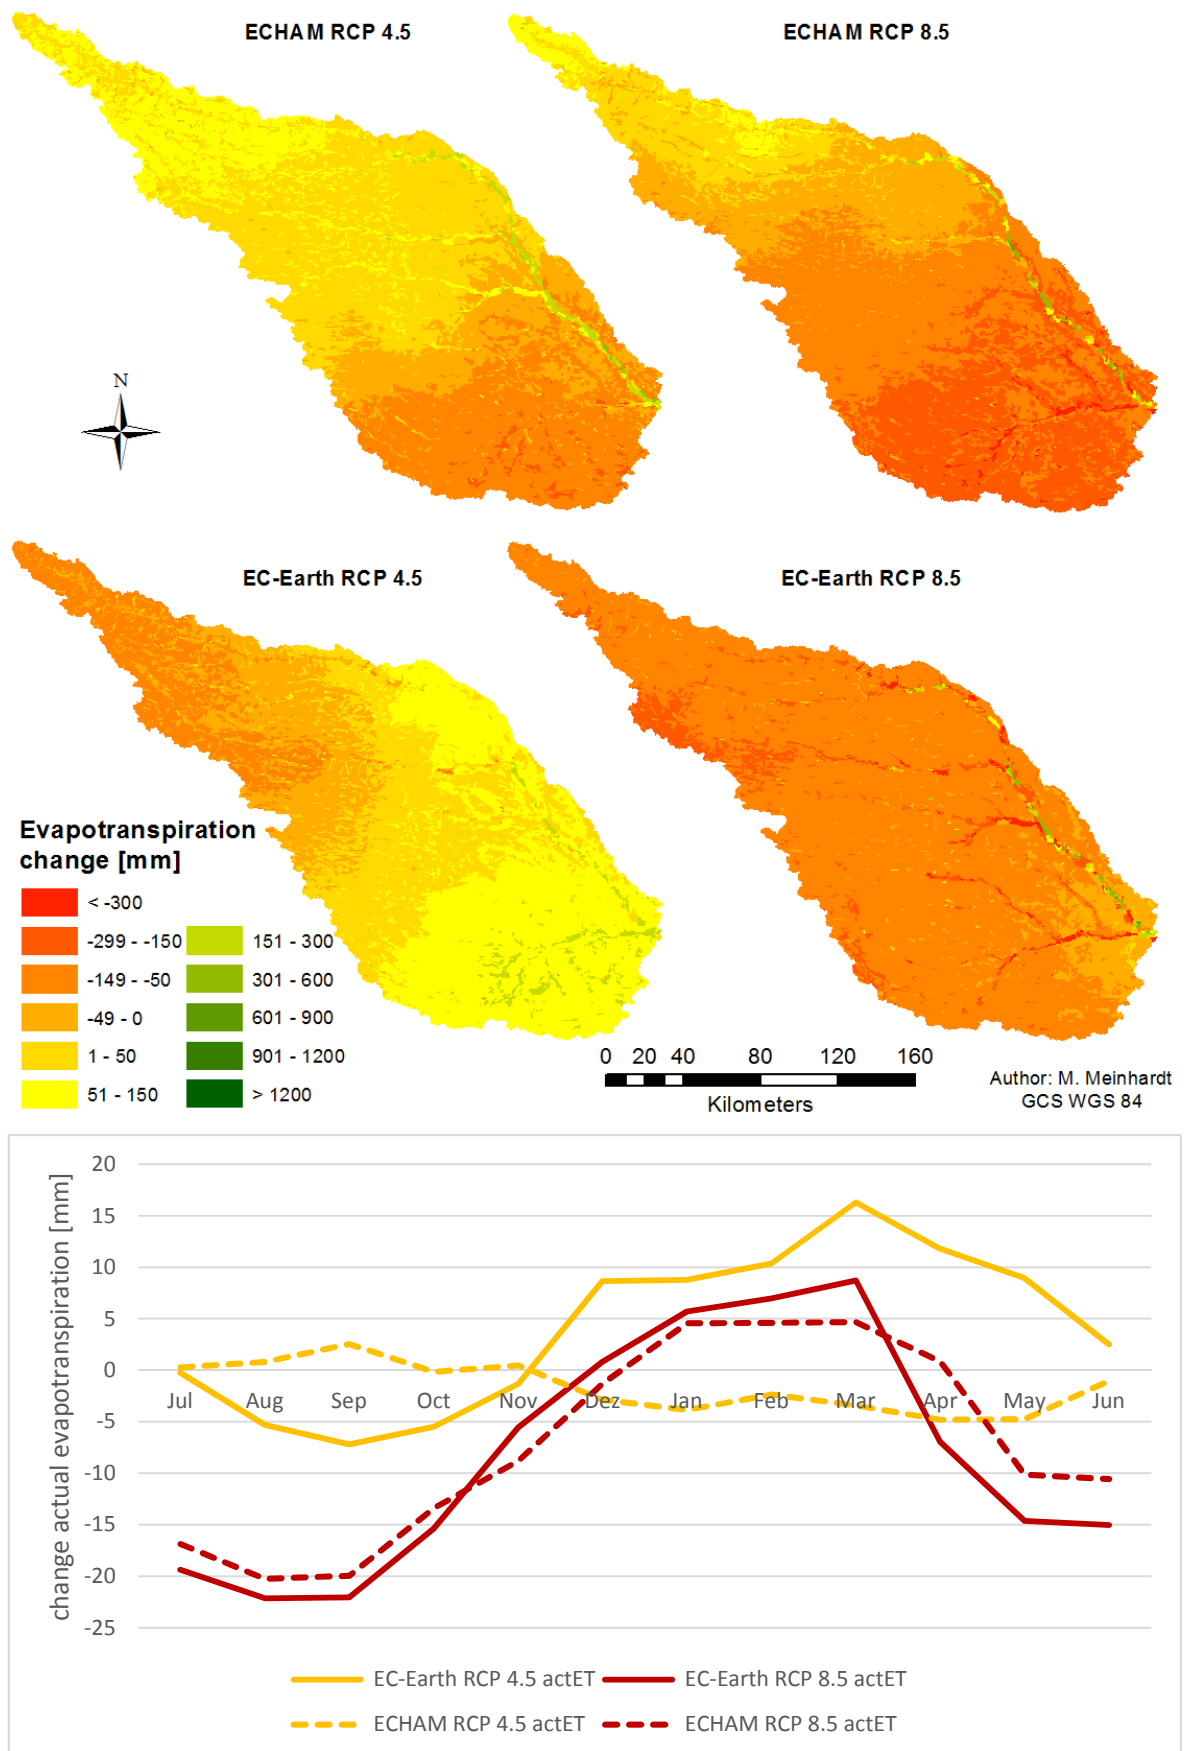 ECHAM RCP 4.5
ECHAM RCP 8.5
N
EC-Earth RCP 4.5
EC-Earth RCP 8.5
Evapotranspiration
change [mm]
< -300
-299 - -150
-149 - -50
-49 - 0
1 - 50
51 - 150
151 - 300
301 - 600
601 - 900
901 - 1200
> 1200
0 20 40 80 120 160
Kilometers
Author: M. Meinhardt
GCS WGS 84
change actual evapotranspiration [mm]
20
15
10
5
0
-5
-10
-15
-20
-25
Jul Aug Sep Oct Nov Dez Jan Feb Mar Apr May Jun
EC-Earth RCP 4.5 actET
EC-Earth RCP 8.5 actET
ECHAM RCP 4.5 actET
ECHAM RCP 8.5 actET